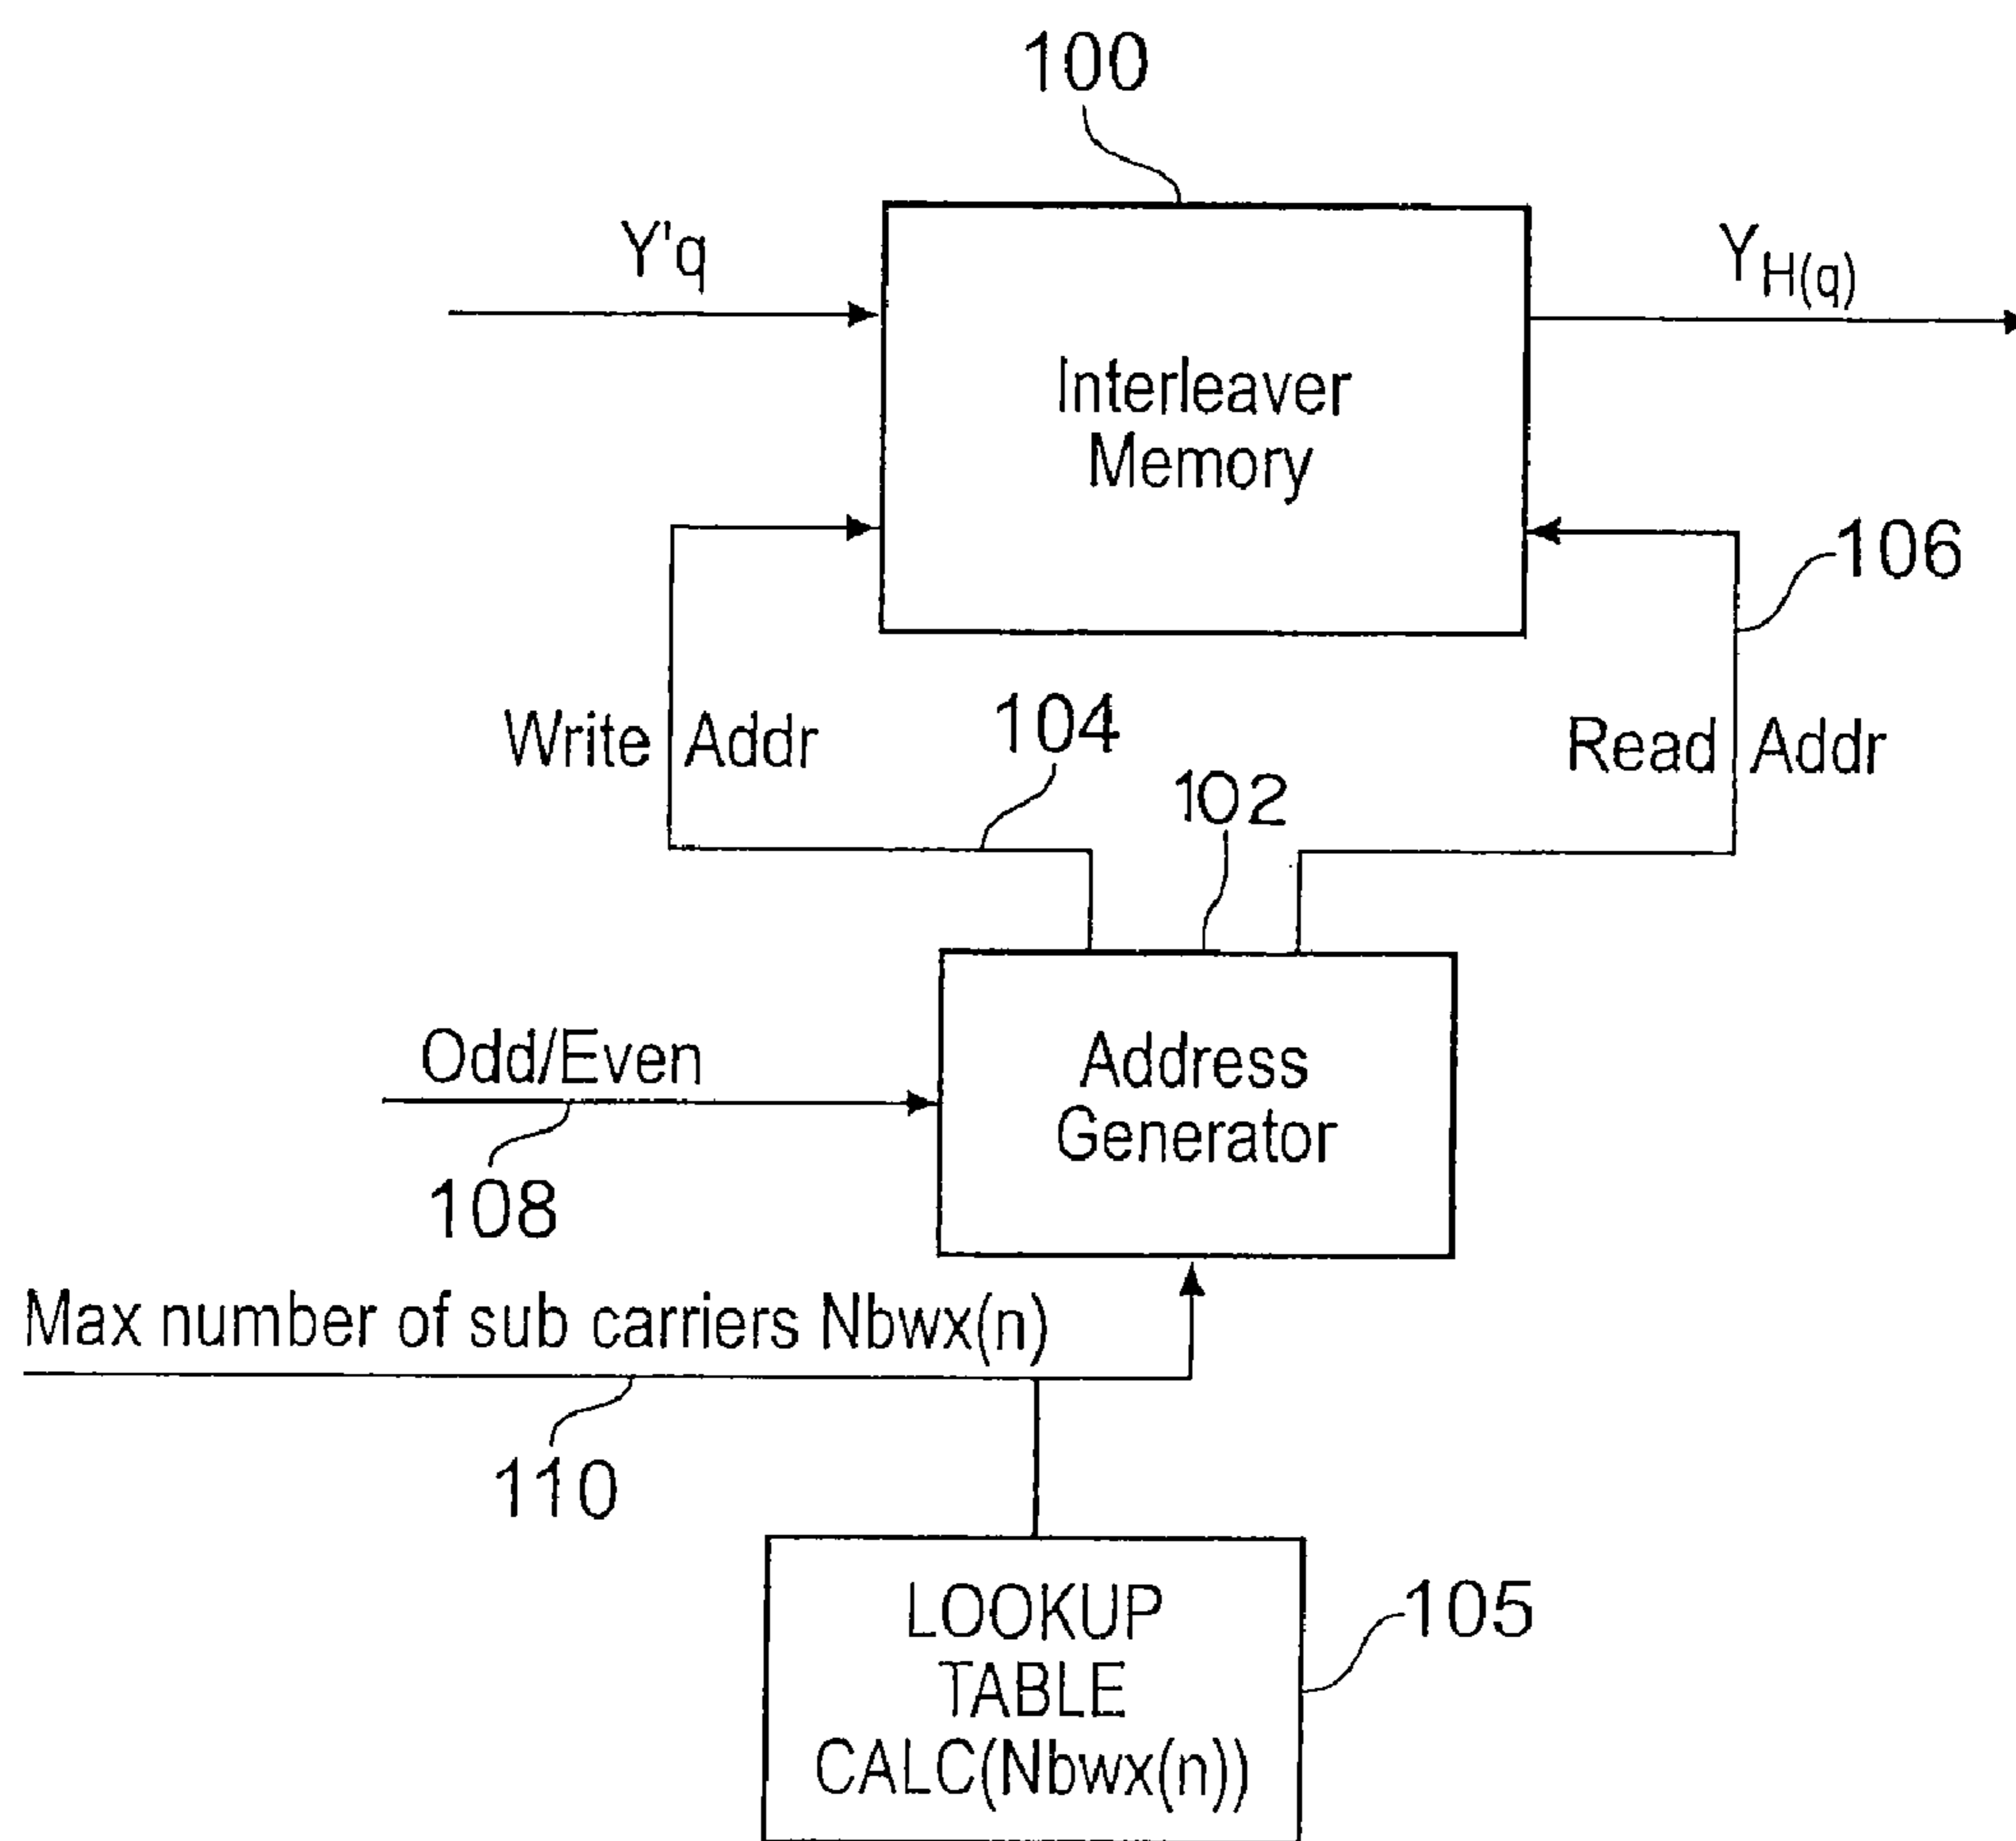 100
Y'q
YH(q)
Interleaver
Memory
106
Write Addr
104
Read Addr
102
Odd/Even
Address
Generator
108
Max number of sub carriers Nbwx(n)
110
LOOKUP
TABLE
CALC(Nbwx(n))
105